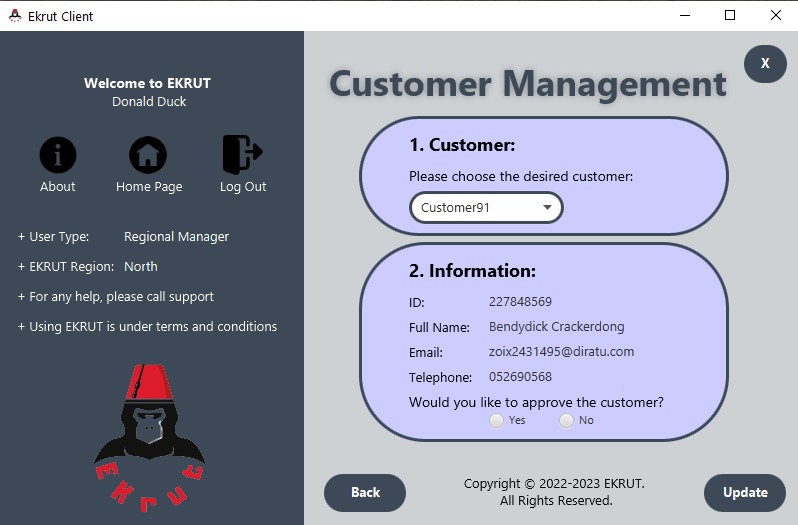 Ekrut Client
Welcome to EKRUT
Donald Duck
About
Home Page
Log Out
+ User Type: Regional Manager
+ EKRUT Region: North
+ For any help, please call support
+ Using EKRUT is under terms and conditions
Ekrut
X
Customer Management
1. Customer:
Please choose the desired customer:
Customer91
2. Information:
ID: 227848569
Full Name: Bendydick Crackerdong
Email: zoix2431495@diratu.com
Telephone: 052690568
Would you like to approve the customer?
Yes No
Back
Copyright © 2022-2023 EKRUT.
All Rights Reserved.
Update